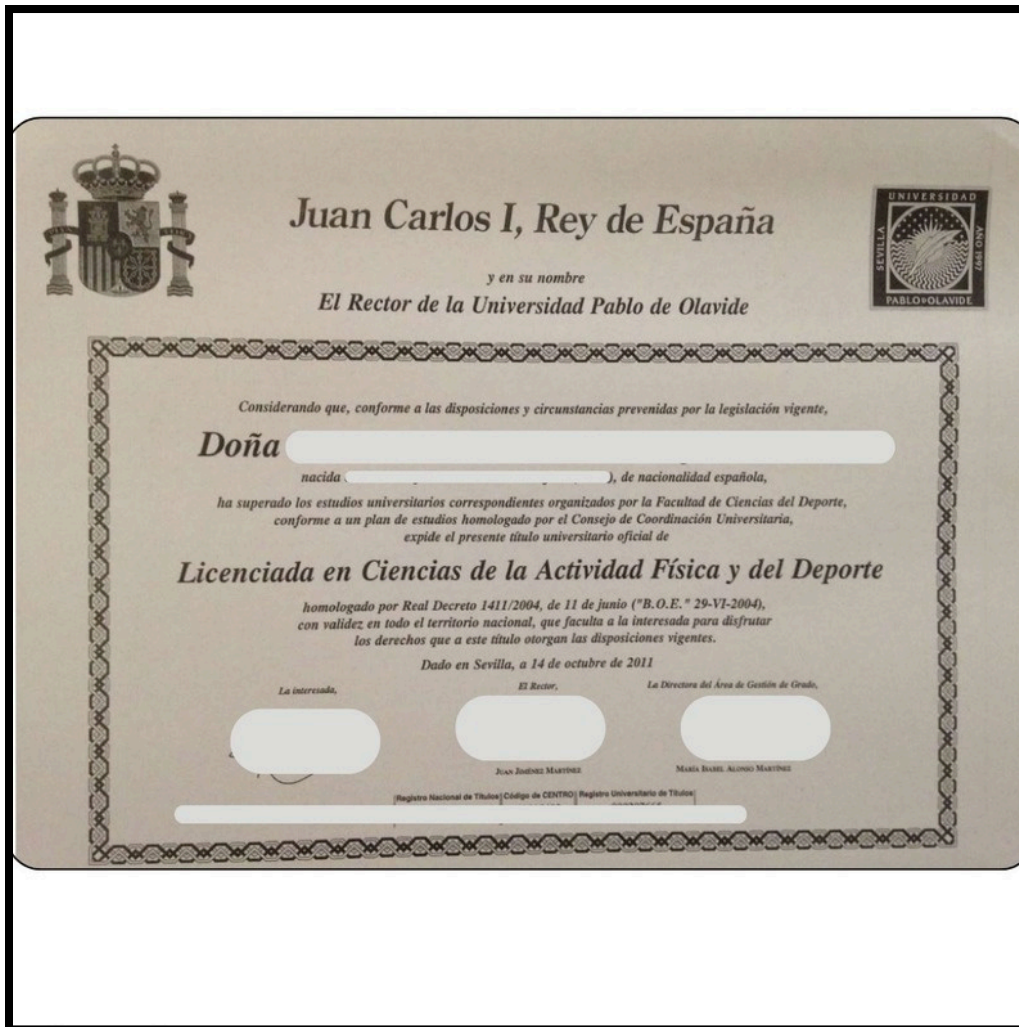 Juan Carlos I, Rey de España
UNIVERSIDAD
SEVILLA
AÑO 1997
PABLO DE OLAVIDE
y en su nombre
El Rector de la Universidad Pablo de Olavide
Considerando que, conforme a las disposiciones y circunstancias prevenidas por la legislación vigente,
Doña
nacida ), de nacionalidad española,
ha superado los estudios universitarios correspondientes organizados por la Facultad de Ciencias del Deporte,
conforme a un plan de estudios homologado por el Consejo de Coordinación Universitaria,
expide el presente título universitario oficial de
Licenciada en Ciencias de la Actividad Física y del Deporte
homologado por Real Decreto 1411/2004, de 11 de junio ("B.O.E." 29-VI-2004),
con validez en todo el territorio nacional, que faculta a la interesada para disfrutar
los derechos que a este título otorgan las disposiciones vigentes.
Dado en Sevilla, a 14 de octubre de 2011
La interesada, El Rector, La Directora del Área de Gestión de Grado,
JUAN JIMÉNEZ MARTÍNEZ MARÍA ISABEL ALONSO MARTÍNEZ
Registro Nacional de Títulos Código de CENTRO Registro Universitario de Títulos